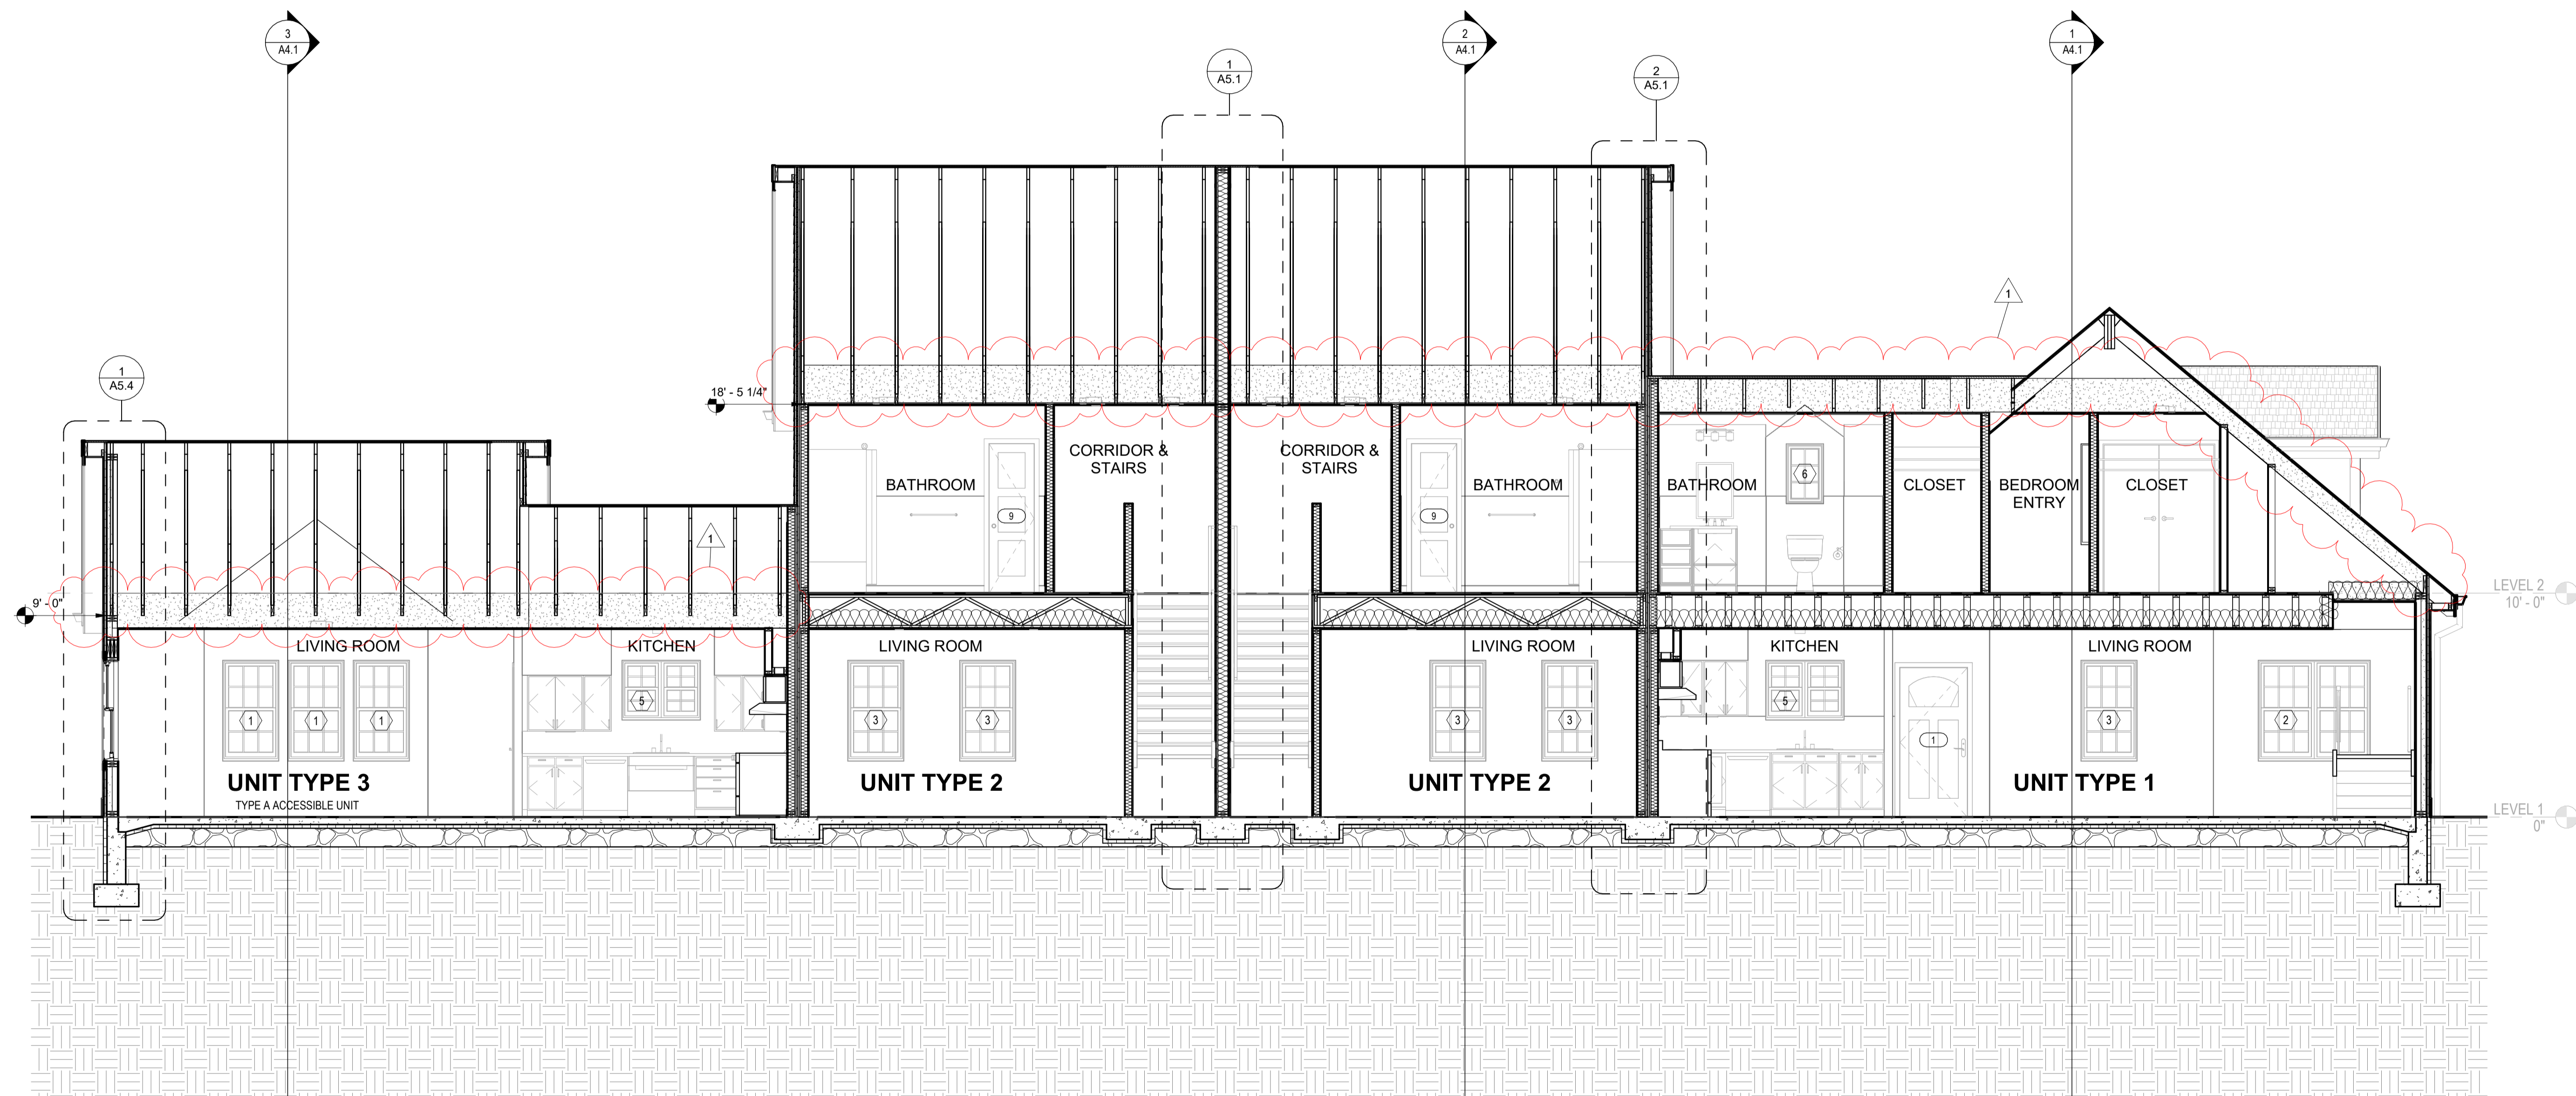 3
A4.1
2
A4.1
1
A4.1
1
A5.1
2
A5.1
1
1
A5.4
18' - 5 1/4"
CORRIDOR &
STAIRS
CORRIDOR &
STAIRS
BATHROOM
BATHROOM
BATHROOM
6
CLOSET
BEDROOM
ENTRY
CLOSET
9
9
1
9' - 0"
LEVEL 2
10' - 0"
LIVING ROOM
KITCHEN
LIVING ROOM
LIVING ROOM
KITCHEN
LIVING ROOM
5
5
1
1
1
3
3
3
3
3
2
1
UNIT TYPE 3
TYPE A ACCESSIBLE UNIT
UNIT TYPE 2
UNIT TYPE 2
UNIT TYPE 1
LEVEL 1
0"